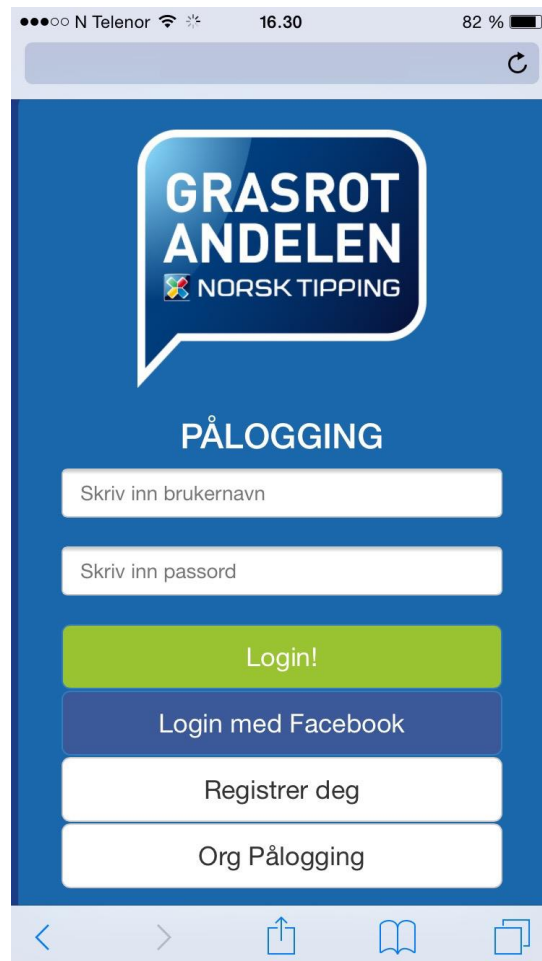 N Telenor 16.30 82 %
GRASROT
ANDELEN
NORSK TIPPING
PÅLOGGING
Skriv inn brukernavn
Skriv inn passord
Login!
Login med Facebook
Registrer deg
Org Pålogging